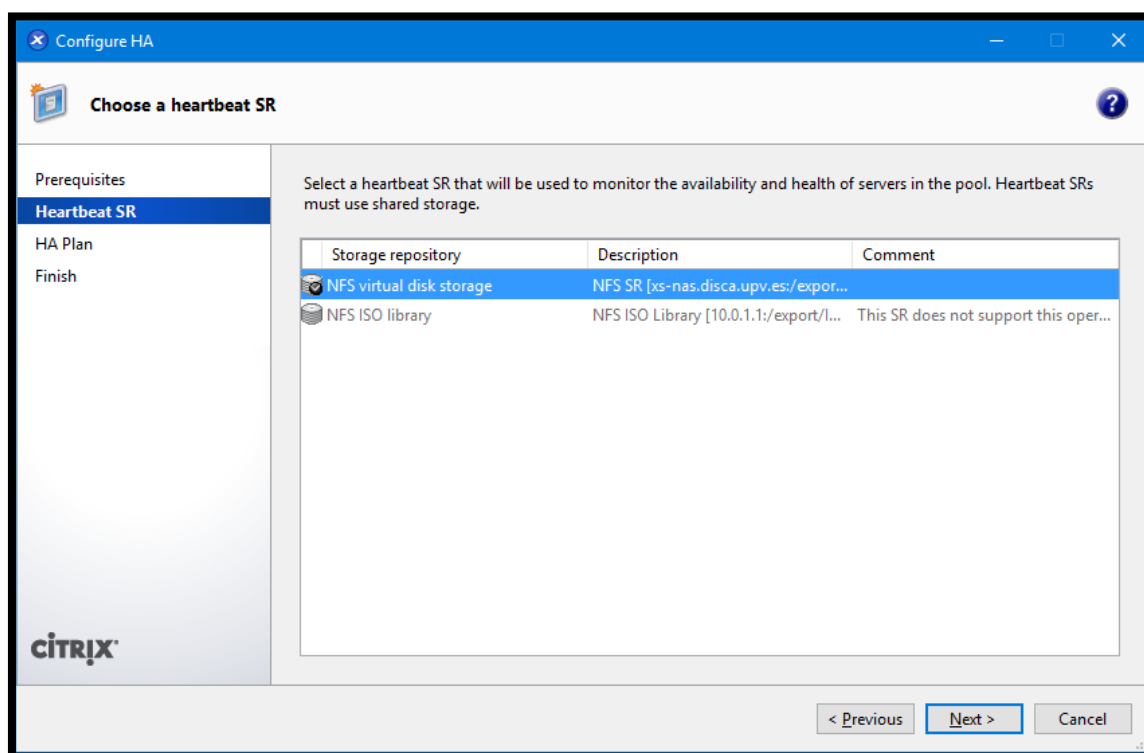 Configure HA
Choose a heartbeat SR
?
Prerequisites
Heartbeat SR
HA Plan
Finish
Select a heartbeat SR that will be used to monitor the availability and health of servers in the pool. Heartbeat SRs
must use shared storage.
Storage repository Description Comment
NFS virtual disk storage NFS SR [xs-nas.disca.upv.es:/expor...
NFS ISO library NFS ISO Library [10.0.1.1:/export/I... This SR does not support this oper...
CİTRIX
< Previous Next > Cancel